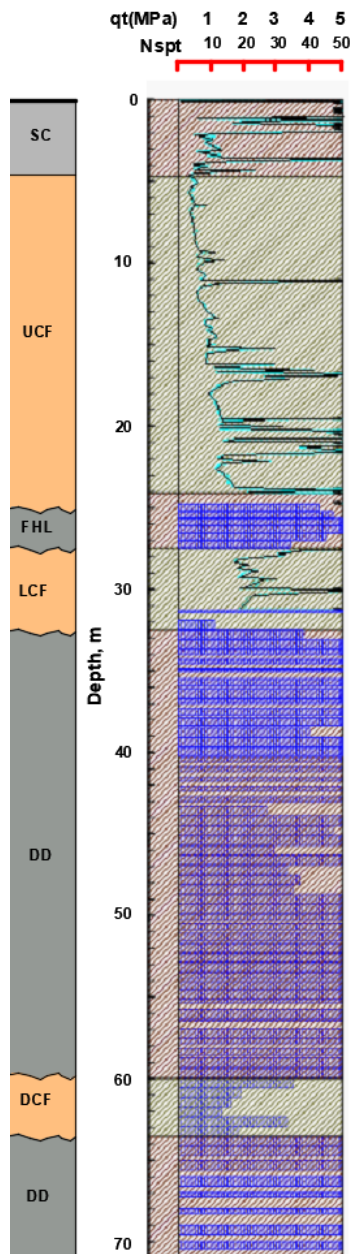 qt(MPa) 1 2 3 4 5
Nspt 10 20 30 40 50
0
SC
10
UCF
20
FHL
30
LCF
Depth, m
40
DD
50
60
DCF
DD
70